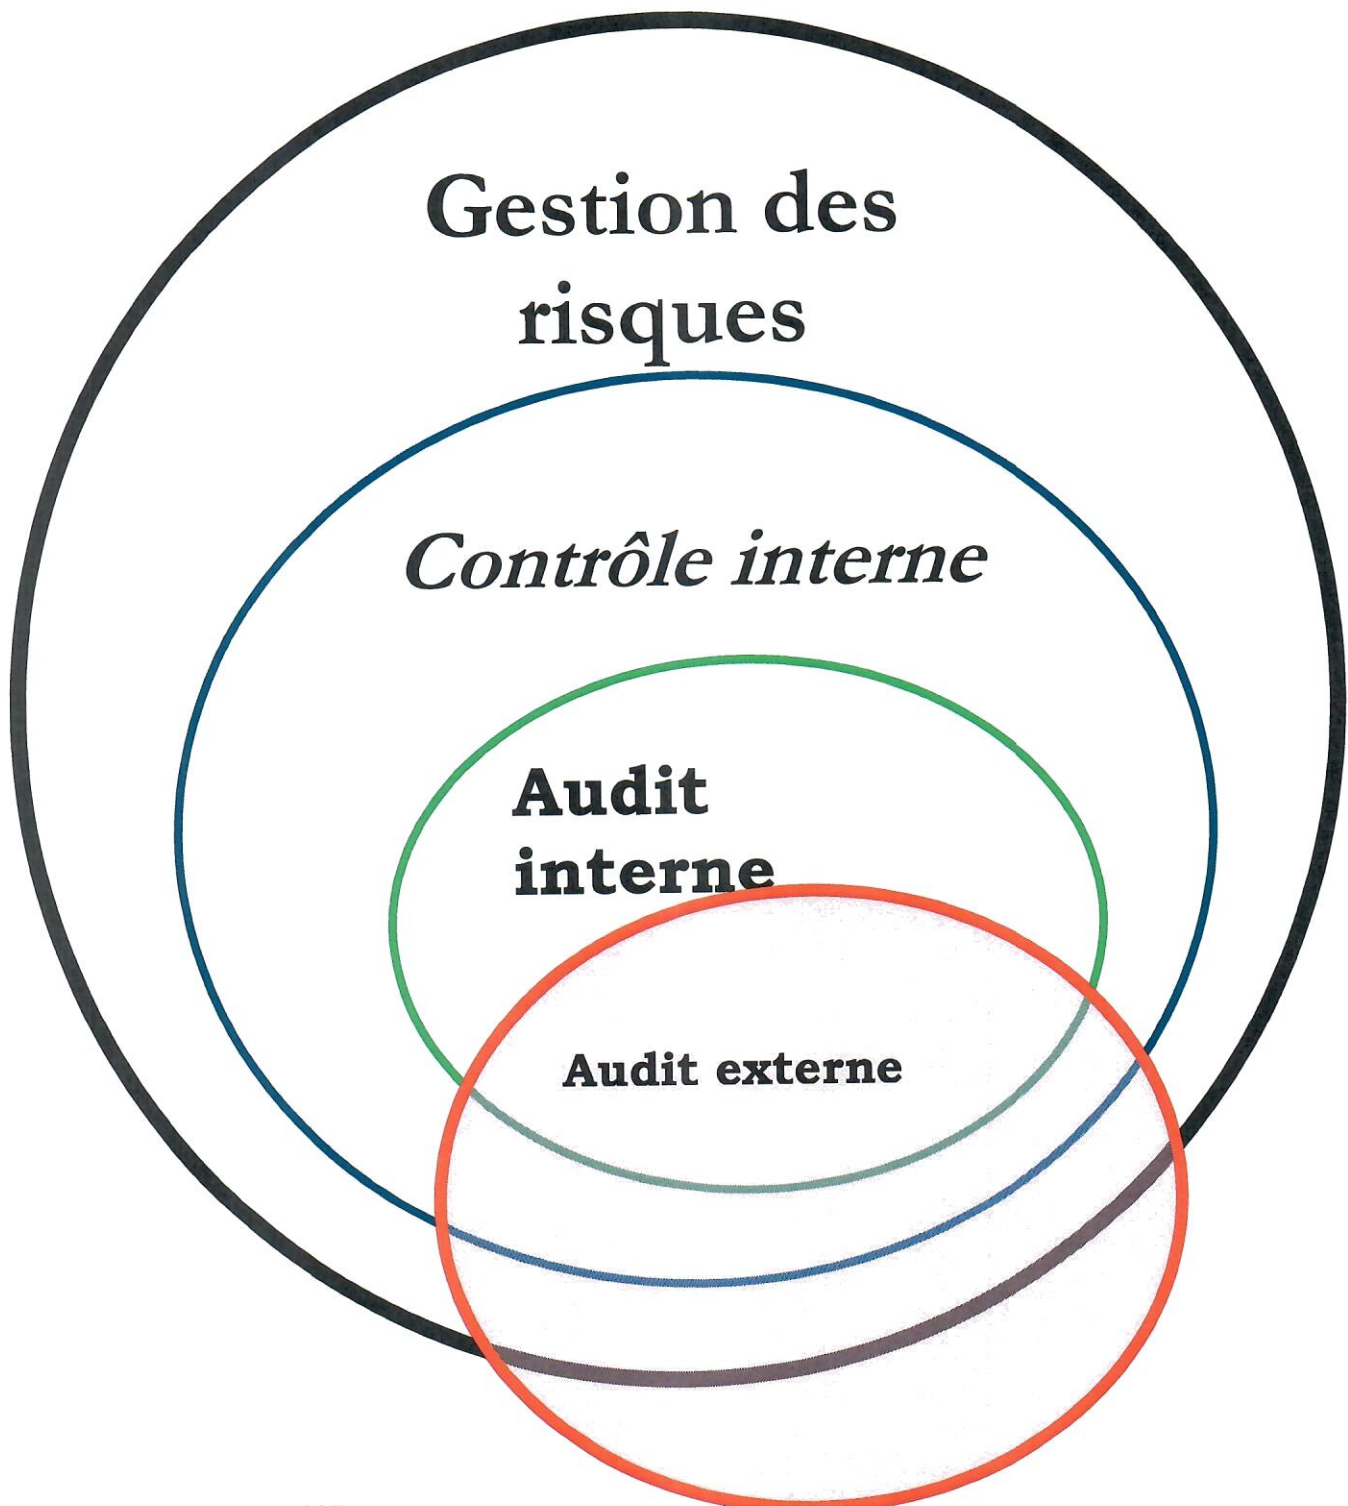 Gestion des
risques
Contrôle interne
Audit
interne
Audit externe